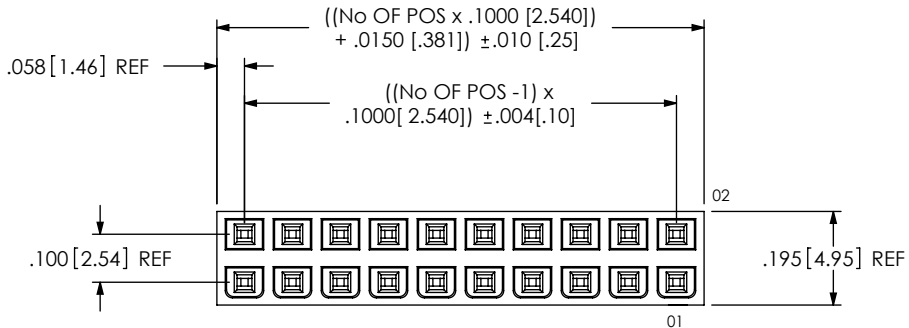 ((No OF POS x .1000 [2.540])
+ .0150 [.381]) ±.010 [.25]
.058[1.46] REF
((No OF POS -1) x
.1000[ 2.540]) ±.004[.10]
02
.100[2.54] REF
.195[4.95] REF
01